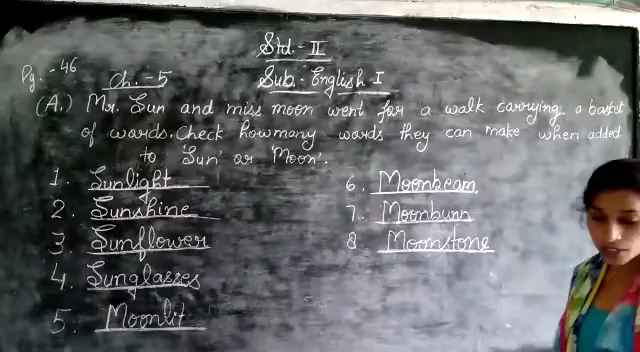 Std.- II
Pg.- 46
Ch.-5
Sub.- English I
(A.) Mr. Sun and miss moon went for a walk carrying a basket
of words. Check howmany words they can make when added
to 'Sun' or 'Moon'.
1. Sunlight
2. Sunshine
3. Sunflower
4. Sunglasses
5. Moonlit
6. Moonbeam
7. Moonburn
8. Moonstone